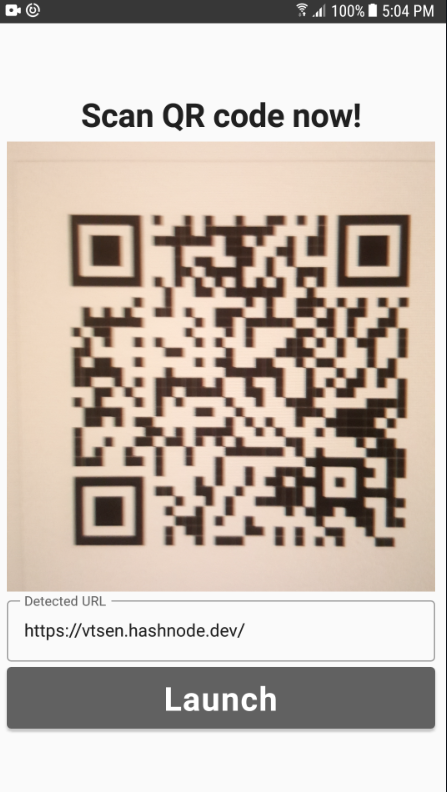 100% 5:04 PM
Scan QR code now!
Detected URL
https://vtsen.hashnode.dev/
Launch